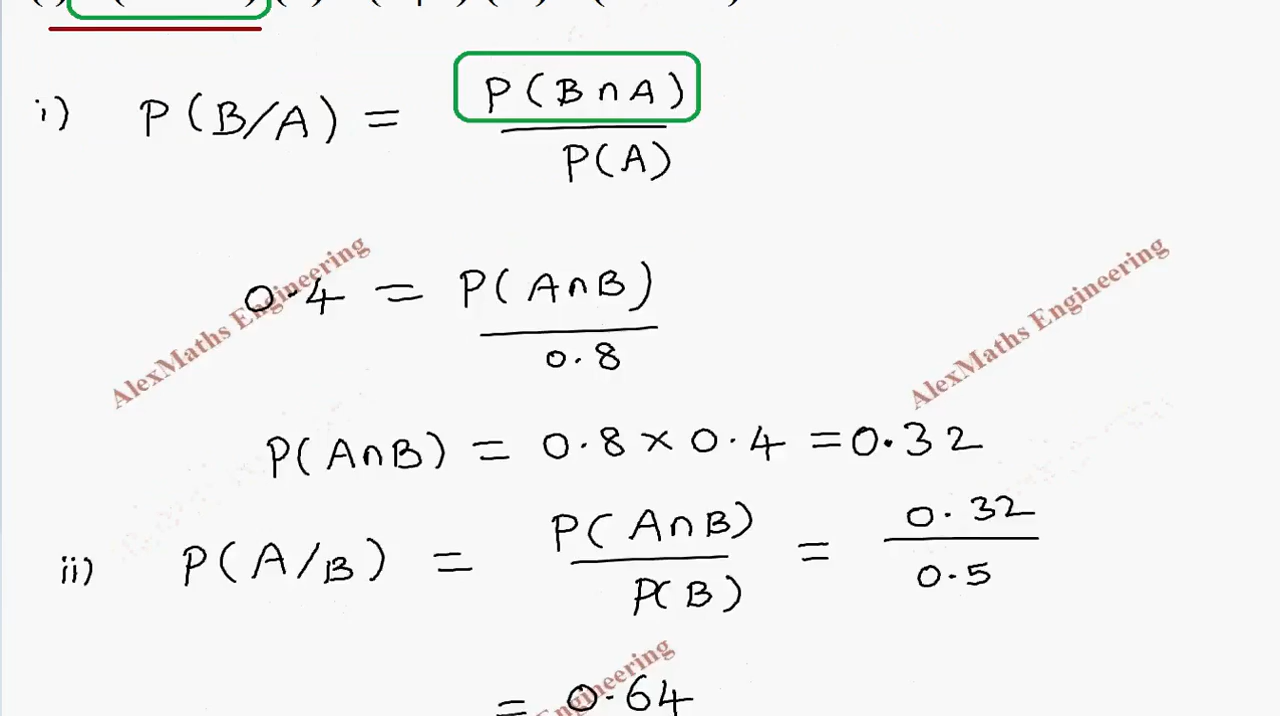 i) P(B/A) = P(B∩A)
P(A)
0.4 = P(A∩B)
0.8
P(A∩B) = 0.8 × 0.4 = 0.32
ii) P(A/B) = P(A∩B) = 0.32
P(B) 0.5
= 0.64
AlexMaths Engineering
AlexMaths Engineering
gineering